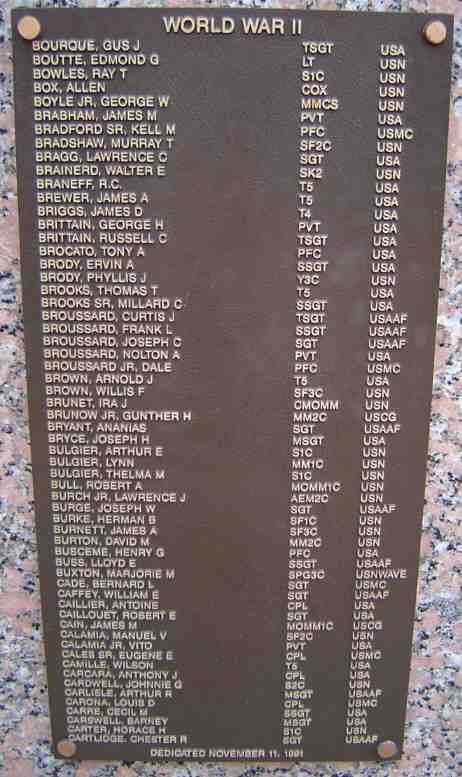 WORLD WAR II
BOURQUE, GUS J TSGT USA
BOUTTE, EDMOND G LT USN
BOWLES, RAY T S1C USN
BOX, ALLEN COX USN
BOYLE JR, GEORGE W MMCS USN
BRABHAM, JAMES M PVT USA
BRADFORD SR, KELL M PFC USMC
BRADSHAW, MURRAY T SF2C USN
BRAGG, LAWRENCE C SGT USA
BRAINERD, WALTER E SK2 USN
BRANEFF, R.C. T5 USA
BREWER, JAMES A T5 USA
BRIGGS, JAMES D T4 USA
BRITTAIN, GEORGE H PVT USA
BRITTAIN, RUSSELL C TSGT USA
BROCATO, TONY A PFC USA
BRODY, ERVIN A SSGT USA
BRODY, PHYLLIS J Y3C USN
BROOKS, THOMAS T T5 USA
BROOKS SR, MILLARD C SSGT USA
BROUSSARD, CURTIS J TSGT USAAF
BROUSSARD, FRANK L SSGT USAAF
BROUSSARD, JOSEPH C SGT USAAF
BROUSSARD, NOLTON A PVT USA
BROUSSARD JR, DALE PFC USMC
BROWN, ARNOLD J T5 USA
BROWN, WILLIS F SF3C USN
BRUNET, IRA J CMOMM USN
BRUNOW JR, GUNTHER H MM2C USCG
BRYANT, ANANIAS SGT USAAF
BRYCE, JOSEPH H MSGT USA
BULGIER, ARTHUR E S1C USN
BULGIER, LYNN MM1C USN
BULGIER, THELMA M S1C USN
BULL, ROBERT A MOMM1C USN
BURCH JR, LAWRENCE J AEM2C USN
BURGE, JOSEPH W SGT USAAF
BURKE, HERMAN B SF1C USN
BURNETT, JAMES A SF3C USN
BURTON, DAVID M MM2C USN
BUSCEME, HENRY G PFC USA
BUSS, LLOYD E SSGT USAAF
BUXTON, MARJORIE M SPG3C USNWAVE
CADE, BERNARD L SGT USMC
CAFFEY, WILLIAM E SGT USAAF
CAILLIER, ANTOINE CPL USA
CAILLOUET, ROBERT E SGT USA
CAIN, JAMES M MOMM1C USCG
CALAMIA, MANUEL V SF2C USN
CALAMIA JR, VITO PVT USA
CALES SR, EUGENE E CPL USMC
CAMILLE, WILSON T5 USA
CARCARA, ANTHONY J CPL USA
CARDWELL, JOHNNIE G S2C USN
CARLISLE, ARTHUR R MSGT USAAF
CARONA, LOUIS D CPL USMC
CARRE, CECIL M SSGT USA
CARSWELL, BARNEY MSGT USA
CARTER, HORACE H S1C USN
CARTLIDGE, CHESTER R SGT USAAF
DEDICATED NOVEMBER 11, 1991